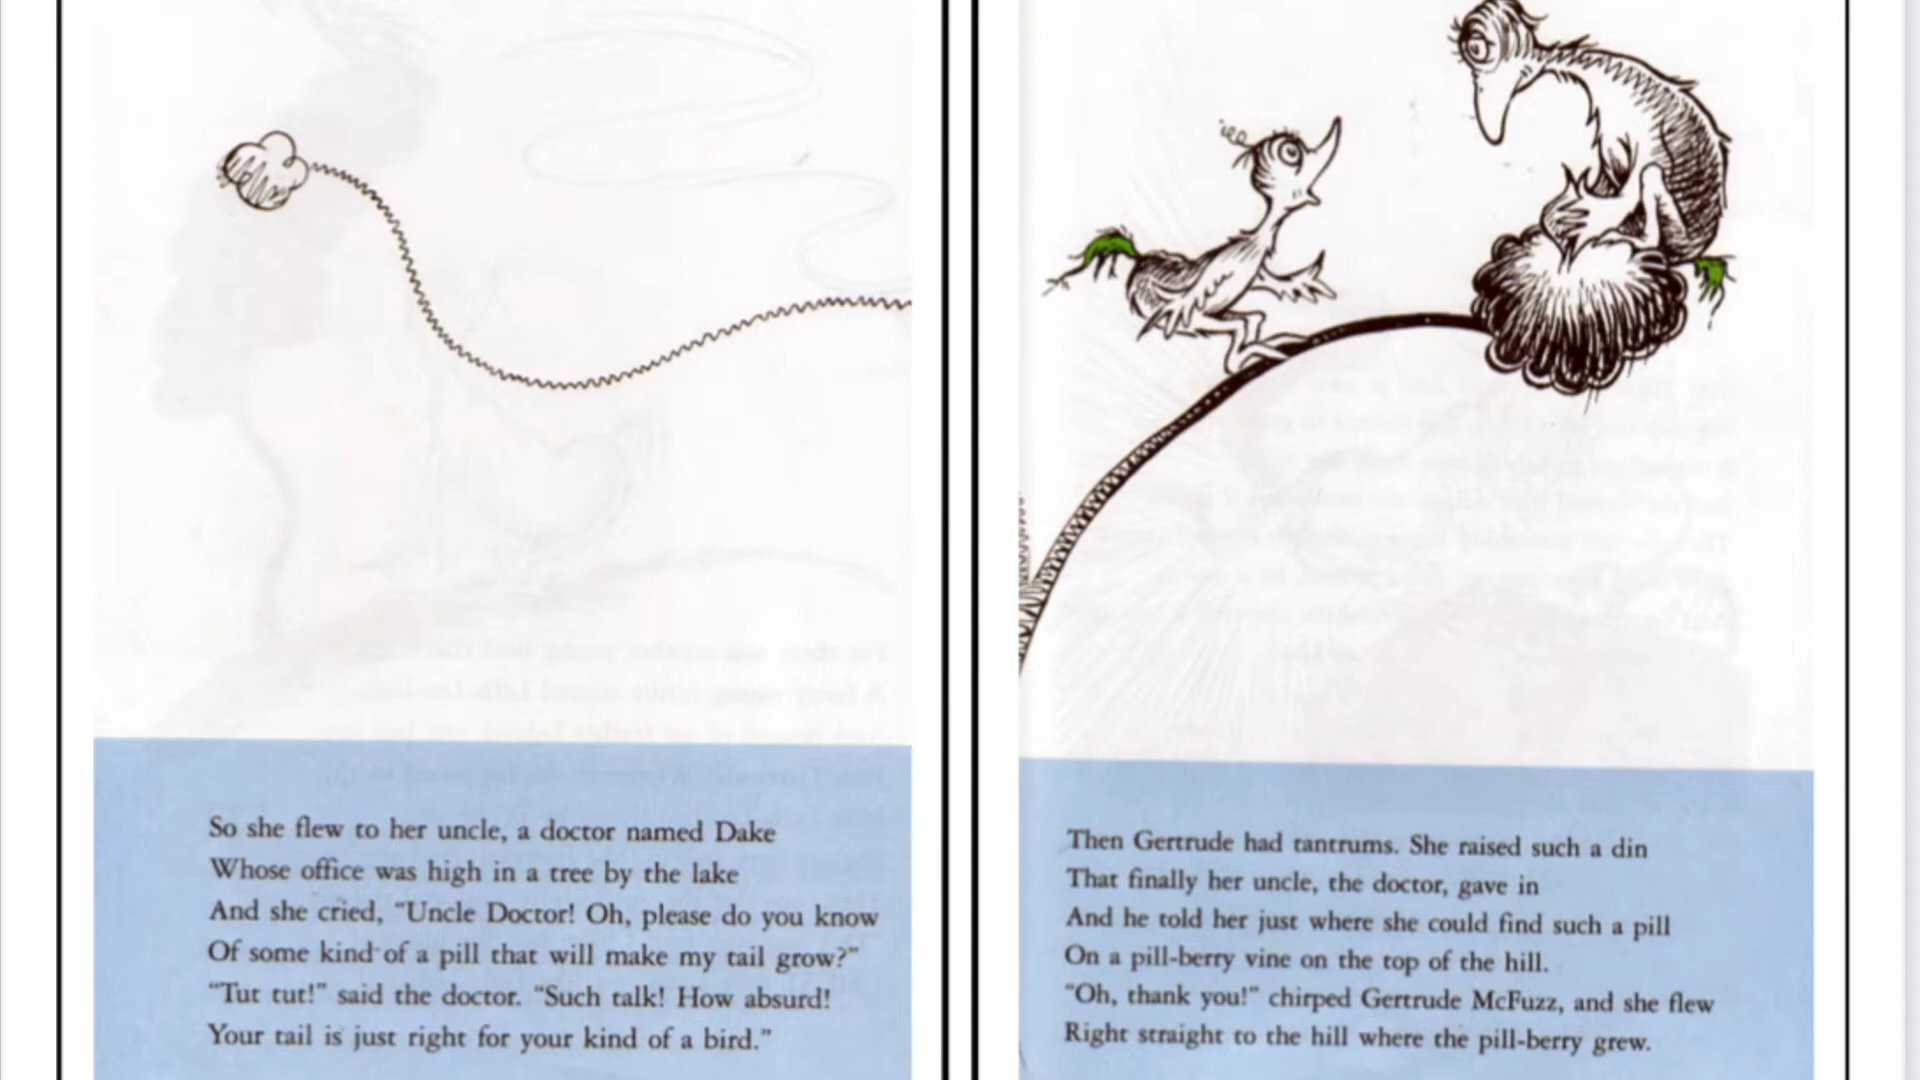 So she flew to her uncle, a doctor named Dake
Whose office was high in a tree by the lake
And she cried, "Uncle Doctor! Oh, please do you know
Of some kind of a pill that will make my tail grow?"
"Tut tut!" said the doctor. "Such talk! How absurd!
Your tail is just right for your kind of a bird."
Then Gertrude had tantrums. She raised such a din
That finally her uncle, the doctor, gave in
And he told her just where she could find such a pill
On a pill-berry vine on the top of the hill.
"Oh, thank you!" chirped Gertrude McFuzz, and she flew
Right straight to the hill where the pill-berry grew.